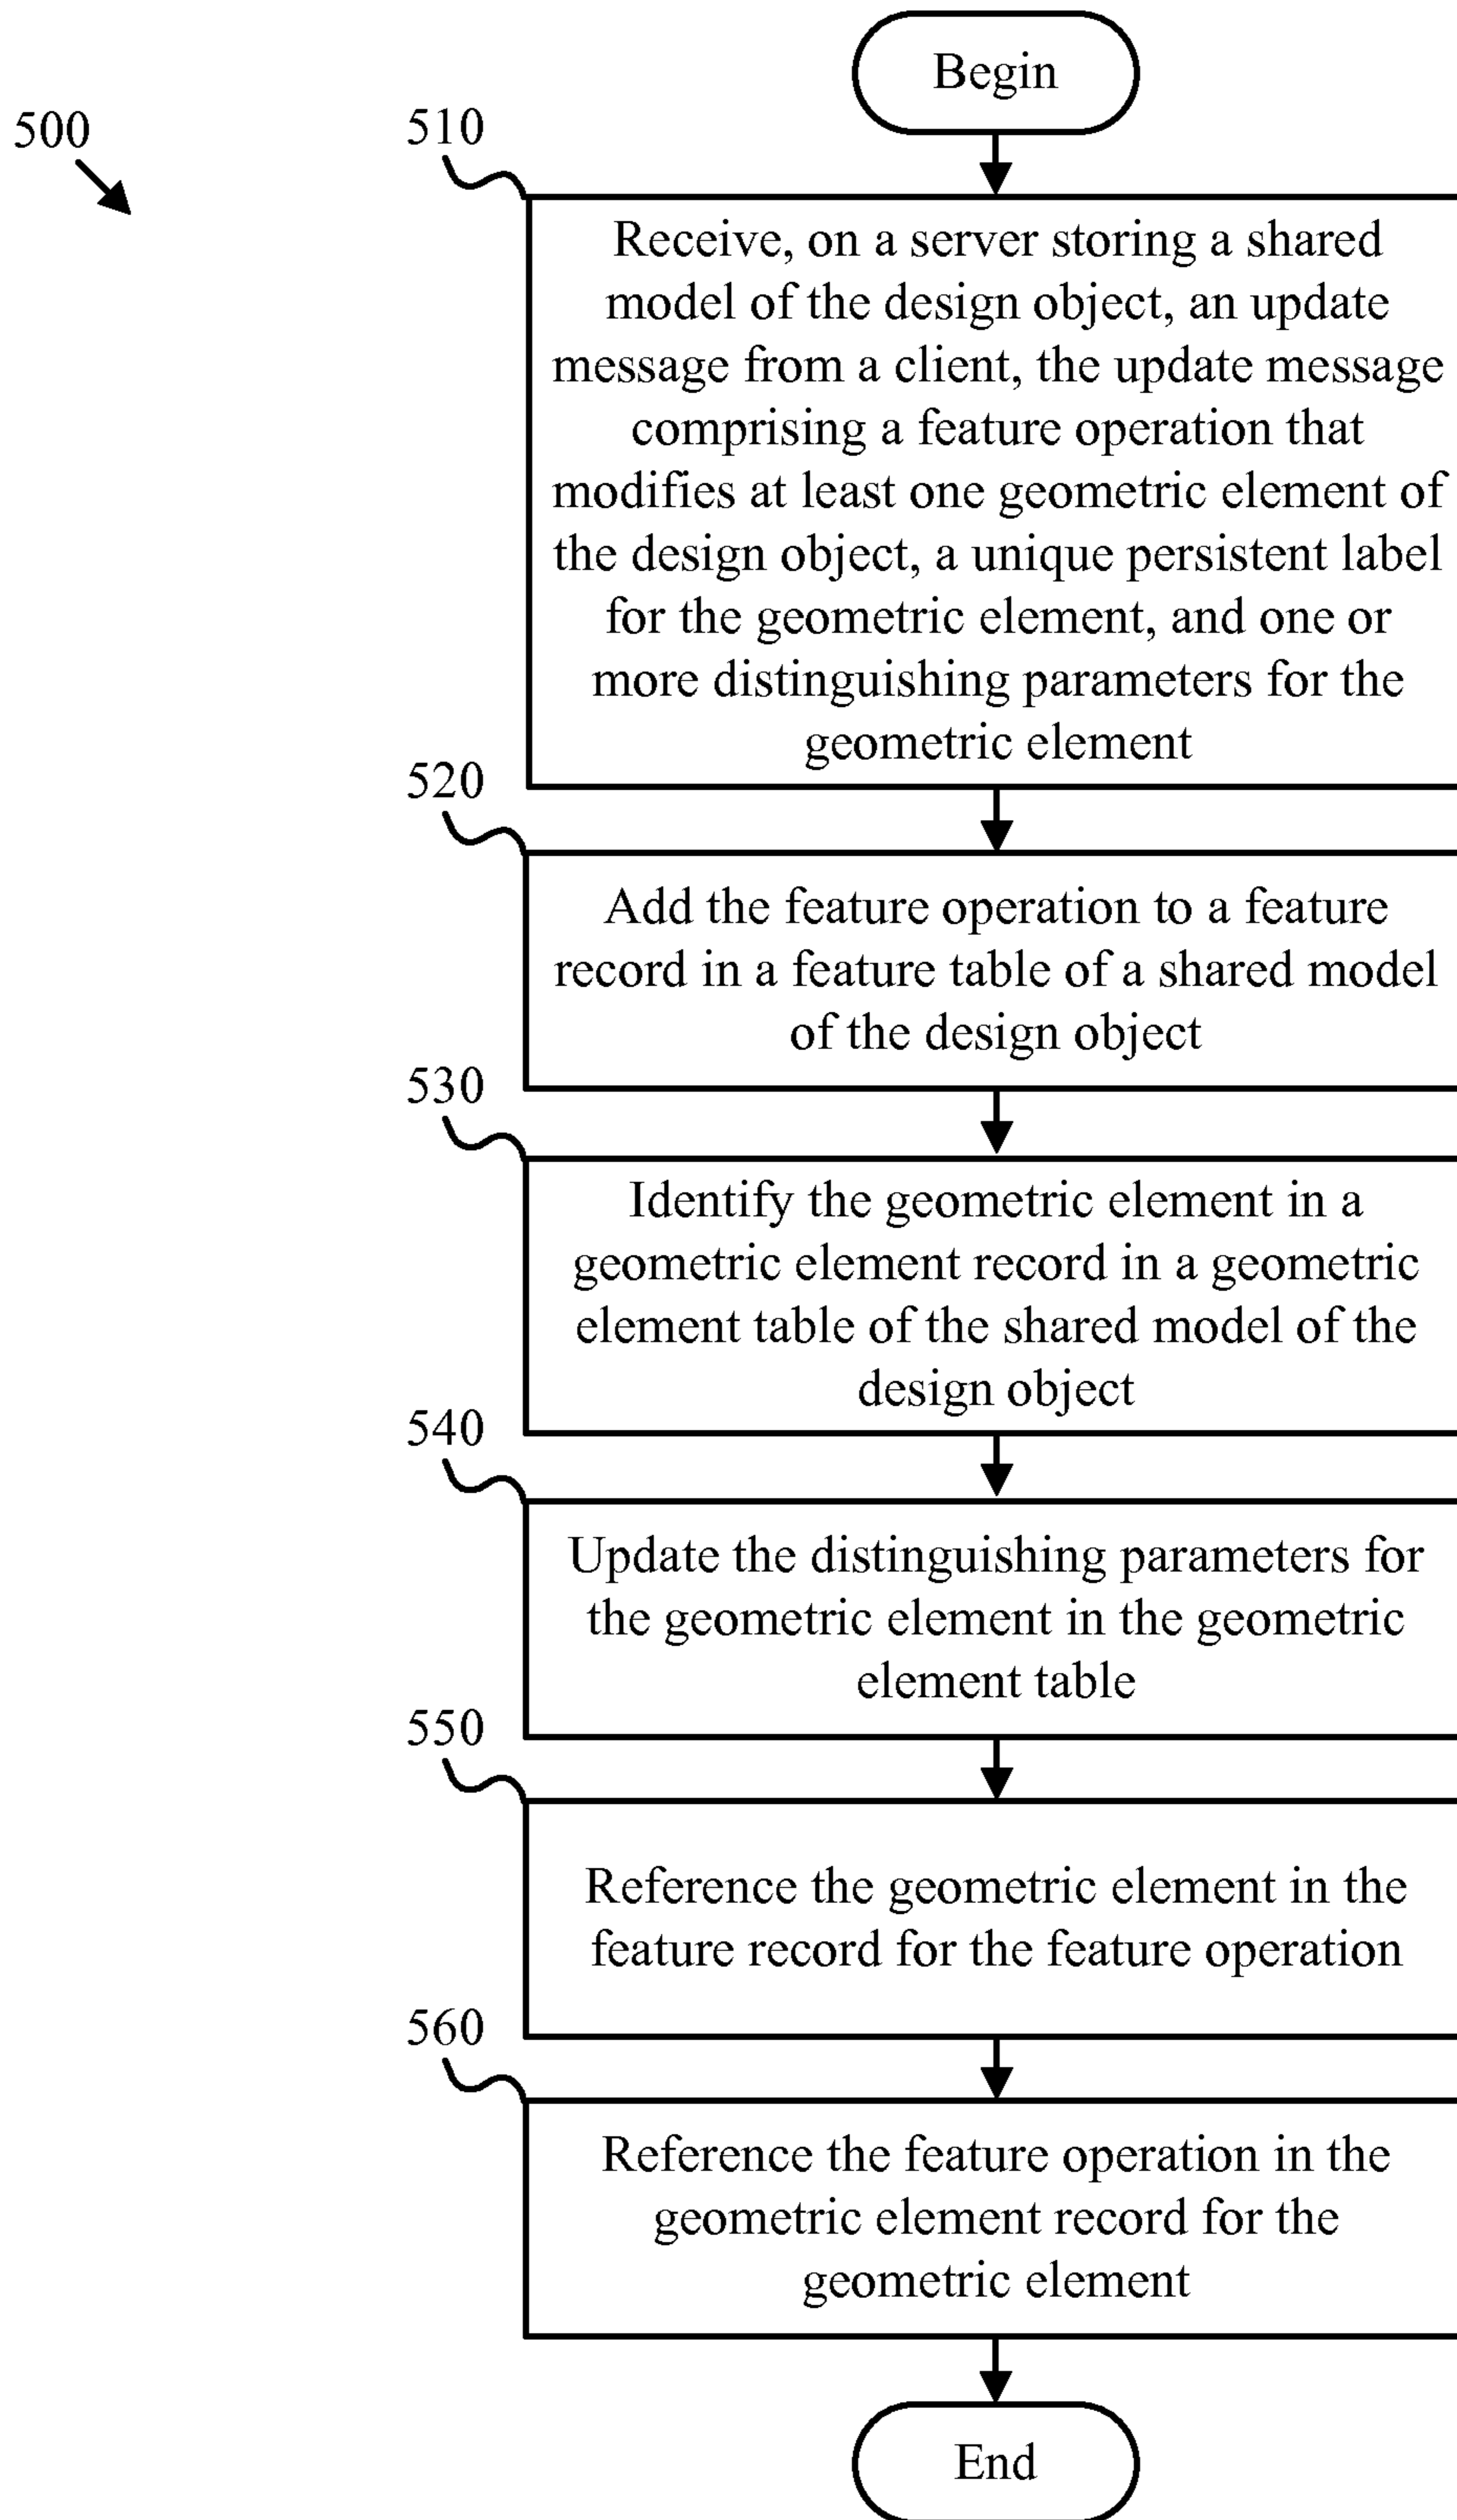 Begin
500
510
Receive, on a server storing a shared
model of the design object, an update
message from a client, the update message
comprising a feature operation that
modifies at least one geometric element of
the design object, a unique persistent label
for the geometric element, and one or
more distinguishing parameters for the
geometric element
520
Add the feature operation to a feature
record in a feature table of a shared model
of the design object
530
Identify the geometric element in a
geometric element record in a geometric
element table of the shared model of the
design object
540
Update the distinguishing parameters for
the geometric element in the geometric
element table
550
Reference the geometric element in the
feature record for the feature operation
560
Reference the feature operation in the
geometric element record for the
geometric element
End